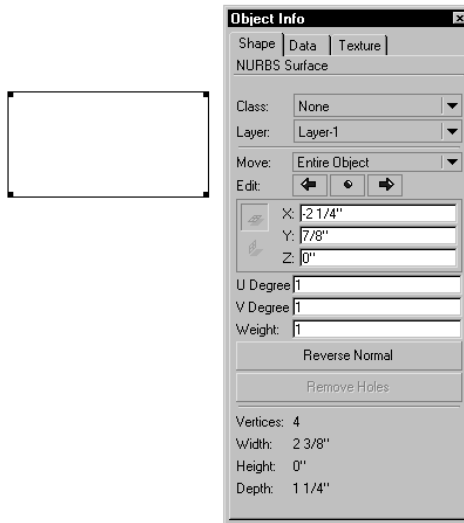 Object Info
Shape Data Texture
NURBS Surface
Class: None
Layer: Layer-1
Move: Entire Object
Edit:
X: -2 1/4"
Y: 7/8"
Z: 0"
U Degree 1
V Degree 1
Weight: 1
Reverse Normal
Remove Holes
Vertices: 4
Width: 2 3/8"
Height: 0"
Depth: 1 1/4"